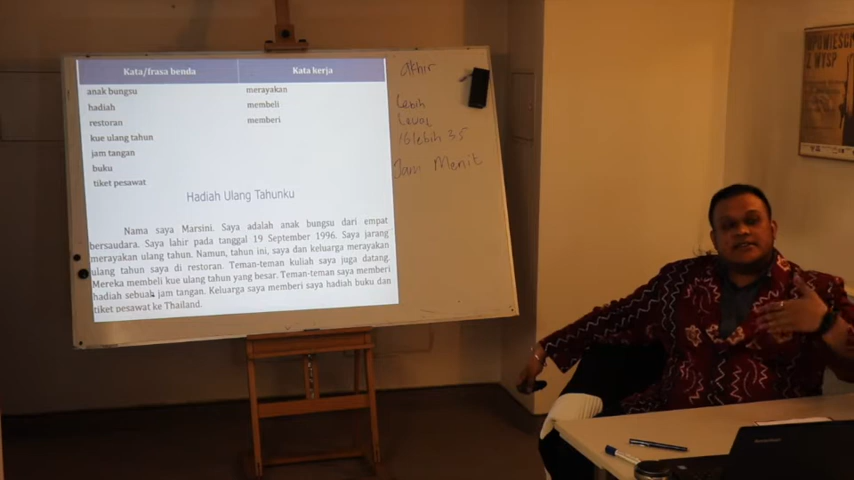 Kata/frasa benda Kata kerja
anak bungsu merayakan
hadiah membeli
restoran memberi
kue ulang tahun
jam tangan
buku
tiket pesawat
Hadiah Ulang Tahunku
Nama saya Marsini. Saya adalah anak bungsu dari empat
bersaudara. Saya lahir pada tanggal 19 September 1996. Saya jarang
merayakan ulang tahun. Namun, tahun ini, saya dan keluarga merayakan
ulang tahun saya di restoran. Teman-teman kuliah saya juga datang.
Mereka membeli kue ulang tahun yang besar. Teman-teman saya memberi
hadiah sebuah jam tangan. Keluarga saya memberi saya hadiah buku dan
tiket pesawat ke Thailand.
akhir
Lebih
lebih 35
Jam Menit
OPOWIEŚCI
Z WYSP
lenovo